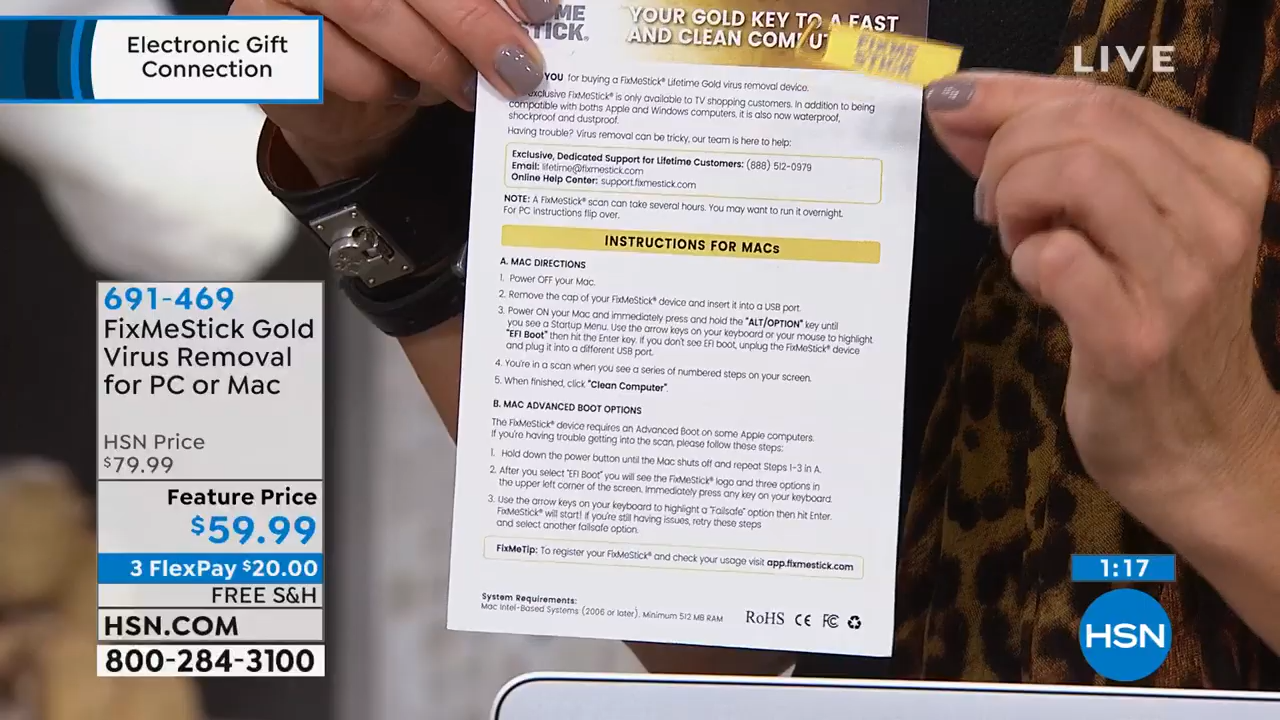 Electronic Gift
Connection
LIVE
STICK.
YOUR GOLD KEY TO A FAST
AND CLEAN
FIXME
STICK
YOU for buying a FixMeStick® Lifetime Gold virus removal device.
exclusive FixMeStick® is only available to TV shopping customers. In addition to being
compatible with boths Apple and Windows computers, it is also now waterproof,
shockproof and dustproof.
Having trouble? Virus removal can be tricky, our team is here to help:
Exclusive, Dedicated Support for Lifetime Customers: (888) 512-0979
Email: lifetime@fixmestick.com
Online Help Center: support.fixmestick.com
NOTE: A FixMeStick® scan can take several hours. You may want to run it overnight.
For PC instructions flip over.
INSTRUCTIONS FOR MACs
A. MAC DIRECTIONS
1. Power OFF your Mac.
2. Remove the cap of your FixMeStick® device and insert it into a USB port.
3. Power ON your Mac and immediately press and hold the "ALT/OPTION" key until
you see a Startup Menu. Use the arrow keys on your keyboard or your mouse to highlight
"EFI Boot" then hit the Enter key. If you don't see EFI boot, unplug the FixMeStick® device
and plug it into a different USB port.
4. You're in a scan when you see a series of numbered steps on your screen.
5. When finished, click "Clean Computer".
B. MAC ADVANCED BOOT OPTIONS
The FixMeStick® device requires an Advanced Boot on some Apple computers.
If you're having trouble getting into the scan, please follow these steps:
1. Hold down the power button until the Mac shuts off and repeat Steps 1-3 in A.
2. After you select "EFI Boot" you will see the FixMeStick® logo and three options in
the upper left corner of the screen. Immediately press any key on your keyboard.
3. Use the arrow keys on your keyboard to highlight a "Failsafe" option then hit Enter.
FixMeStick® will start! If you're still having issues, retry these steps
and select another failsafe option.
FixMeTip: To register your FixMeStick® and check your usage visit app.fixmestick.com
System Requirements:
Mac Intel-Based Systems (2006 or later), Minimum 512 MB RAM
RoHS CE FC
691-469
FixMeStick Gold
Virus Removal
for PC or Mac
HSN Price
$79.99
Feature Price
$59.99
3 FlexPay $20.00
FREE S&H
HSN.COM
800-284-3100
1:17
HSN